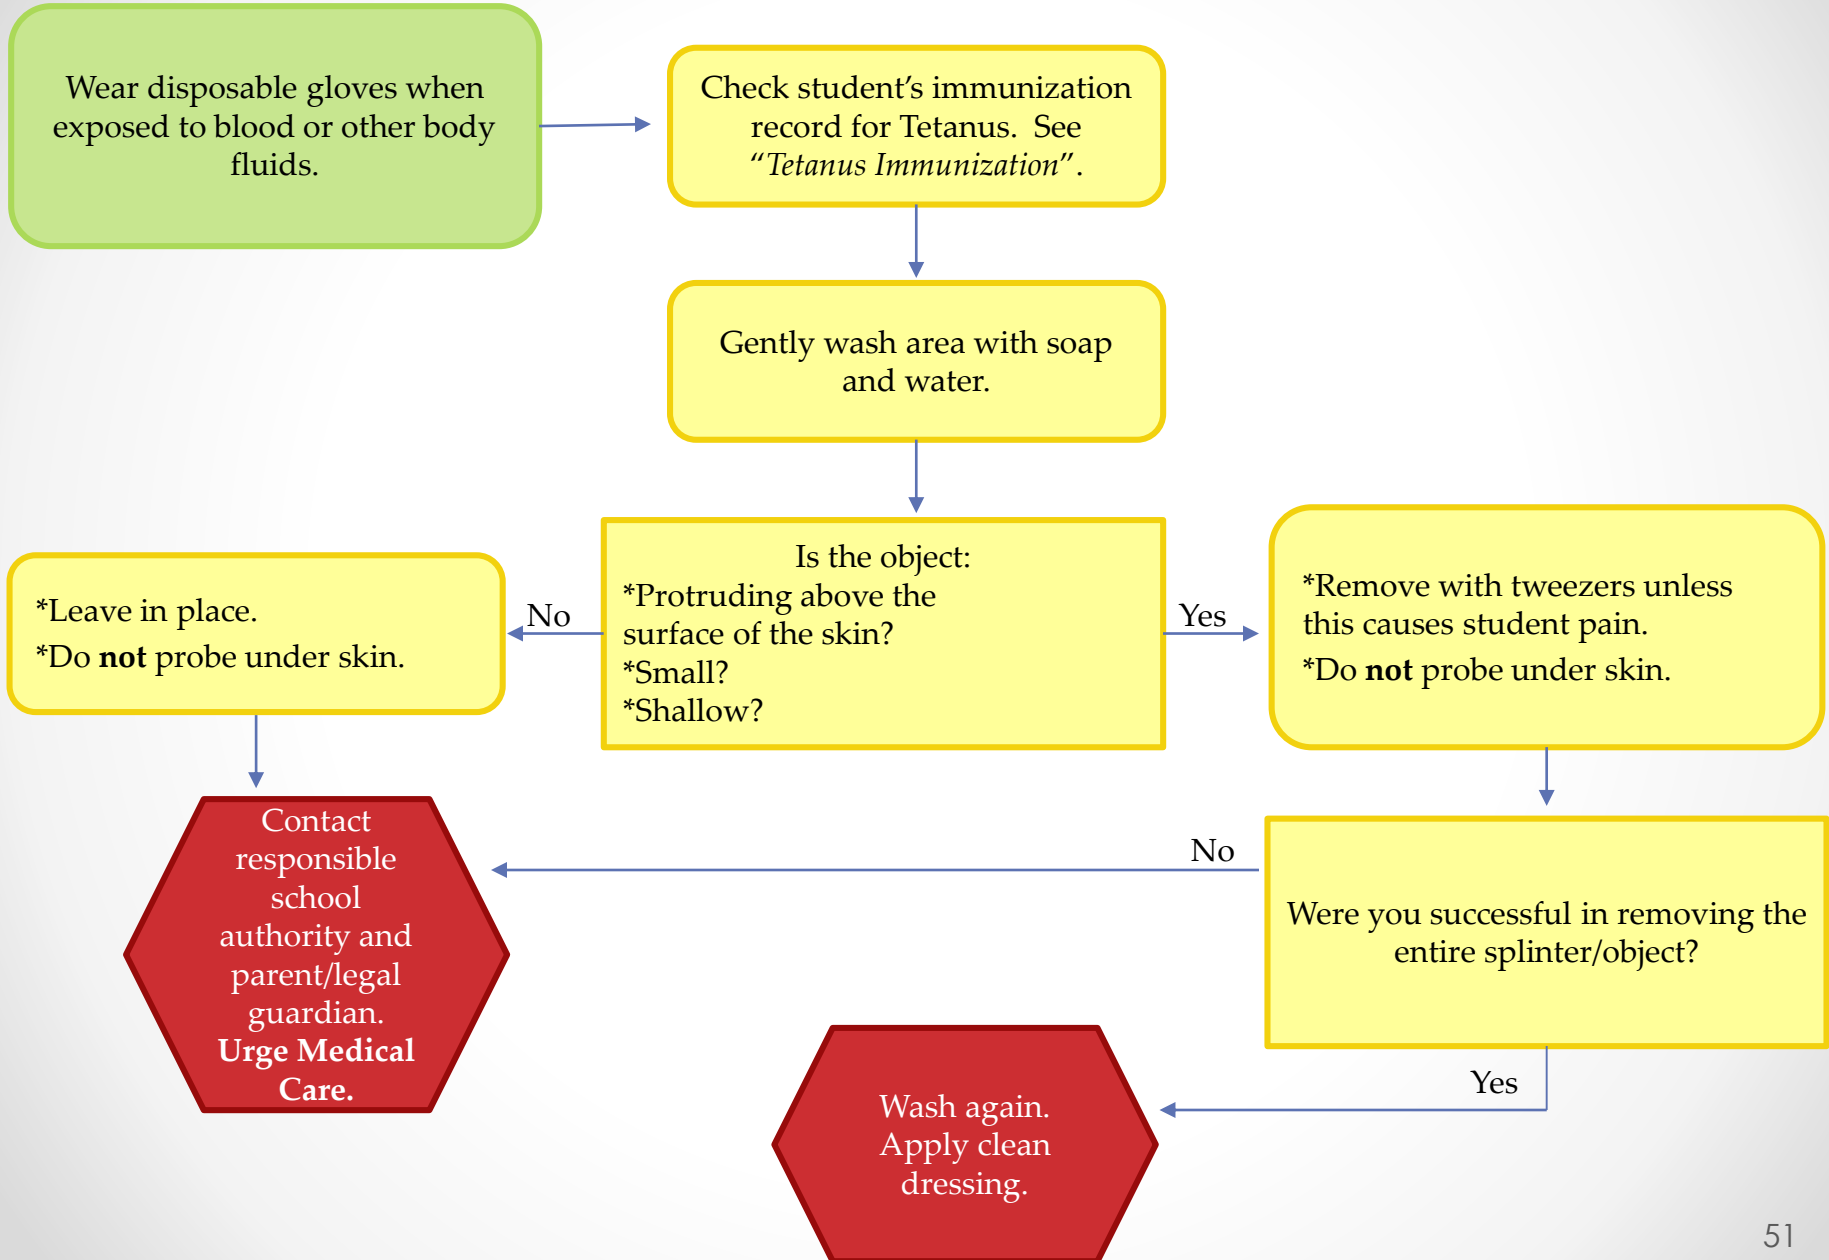 Wear disposable gloves when
exposed to blood or other body
fluids.
Check student’s immunization
record for Tetanus.  See
“Tetanus Immunization”.
Gently wash area with soap
and water.
Is the object:
*Protruding above the
surface of the skin?
*Small?
*Shallow?
No
Yes
*Leave in place.
*Do not probe under skin.
*Remove with tweezers unless
this causes student pain.
*Do not probe under skin.
Contact
responsible
school
authority and
parent/legal
guardian.
Urge Medical
Care.
No
Were you successful in removing the
entire splinter/object?
Yes
Wash again.
Apply clean
dressing.
51